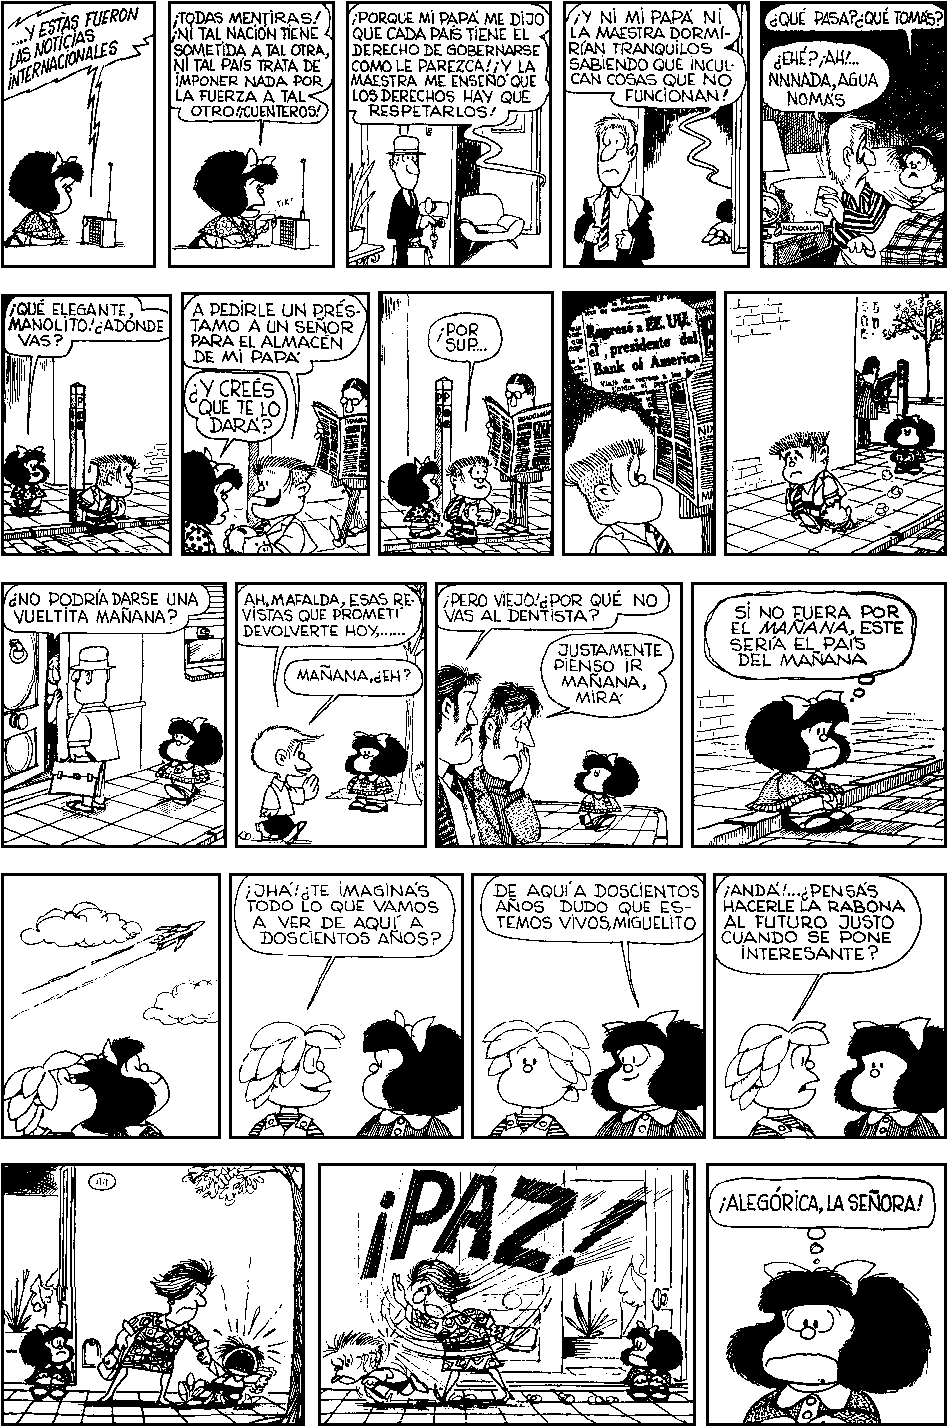 ....Y ESTAS FUERON
LAS NOTICIAS
INTERNACIONALES
¡TODAS MENTIRAS!
¡NI TAL NACIÓN TIENE
SOMETIDA A TAL OTRA,
NI TAL PAÍS TRATA DE
IMPONER NADA POR
LA FUERZA A TAL
OTRO! ¡CUENTEROS!
TIK!
¡PORQUE MI PAPÁ ME DIJO
QUE CADA PAÍS TIENE EL
DERECHO DE GOBERNARSE
COMO LE PAREZCA! ¡Y LA
MAESTRA ME ENSEÑÓ QUE
LOS DERECHOS HAY QUE
RESPETARLOS!
¡Y NI MI PAPÁ NI
LA MAESTRA DORMI-
RÍAN TRANQUILOS
SABIENDO QUE INCUL-
CAN COSAS QUE NO
FUNCIONAN!
¿QUÉ PASA? ¿QUÉ TOMÁS?
¿EHÉ? ¡AH!...
NNNADA, AGUA
NOMÁS
NERVOCALM
¡QUÉ ELEGANTE,
MANOLITO! ¿ADÓNDE
VAS?
A PEDIRLE UN PRÉS-
TAMO A UN SEÑOR
PARA EL ALMACÉN
DE MI PAPÁ
¿Y CREÉS
QUE TE LO
DARÁ?
¡POR
SUP...
Regresó a EE. UU.
el presidente del
Bank of America
¿NO PODRÍA DARSE UNA
VUELTITA MAÑANA?
AH, MAFALDA, ESAS RE-
VISTAS QUE PROMETÍ
DEVOLVERTE HOY,......
MAÑANA, ¿EH?
¡PERO VIEJO! ¿POR QUÉ NO
VAS AL DENTISTA?
JUSTAMENTE
PIENSO IR
MAÑANA,
MIRÁ
SI NO FUERA POR
EL MAÑANA, ESTE
SERÍA EL PAÍS
DEL MAÑANA
¡JHÁ! ¿TE IMAGINÁS
TODO LO QUE VAMOS
A VER DE AQUÍ A
DOSCIENTOS AÑOS?
DE AQUÍ A DOSCIENTOS
AÑOS DUDO QUE ES-
TEMOS VIVOS, MIGUELITO
¡ANDÁ!...¿PENSÁS
HACERLE LA RABONA
AL FUTURO JUSTO
CUANDO SE PONE
INTERESANTE?
¡PAZ!
¡ALEGÓRICA, LA SEÑORA!